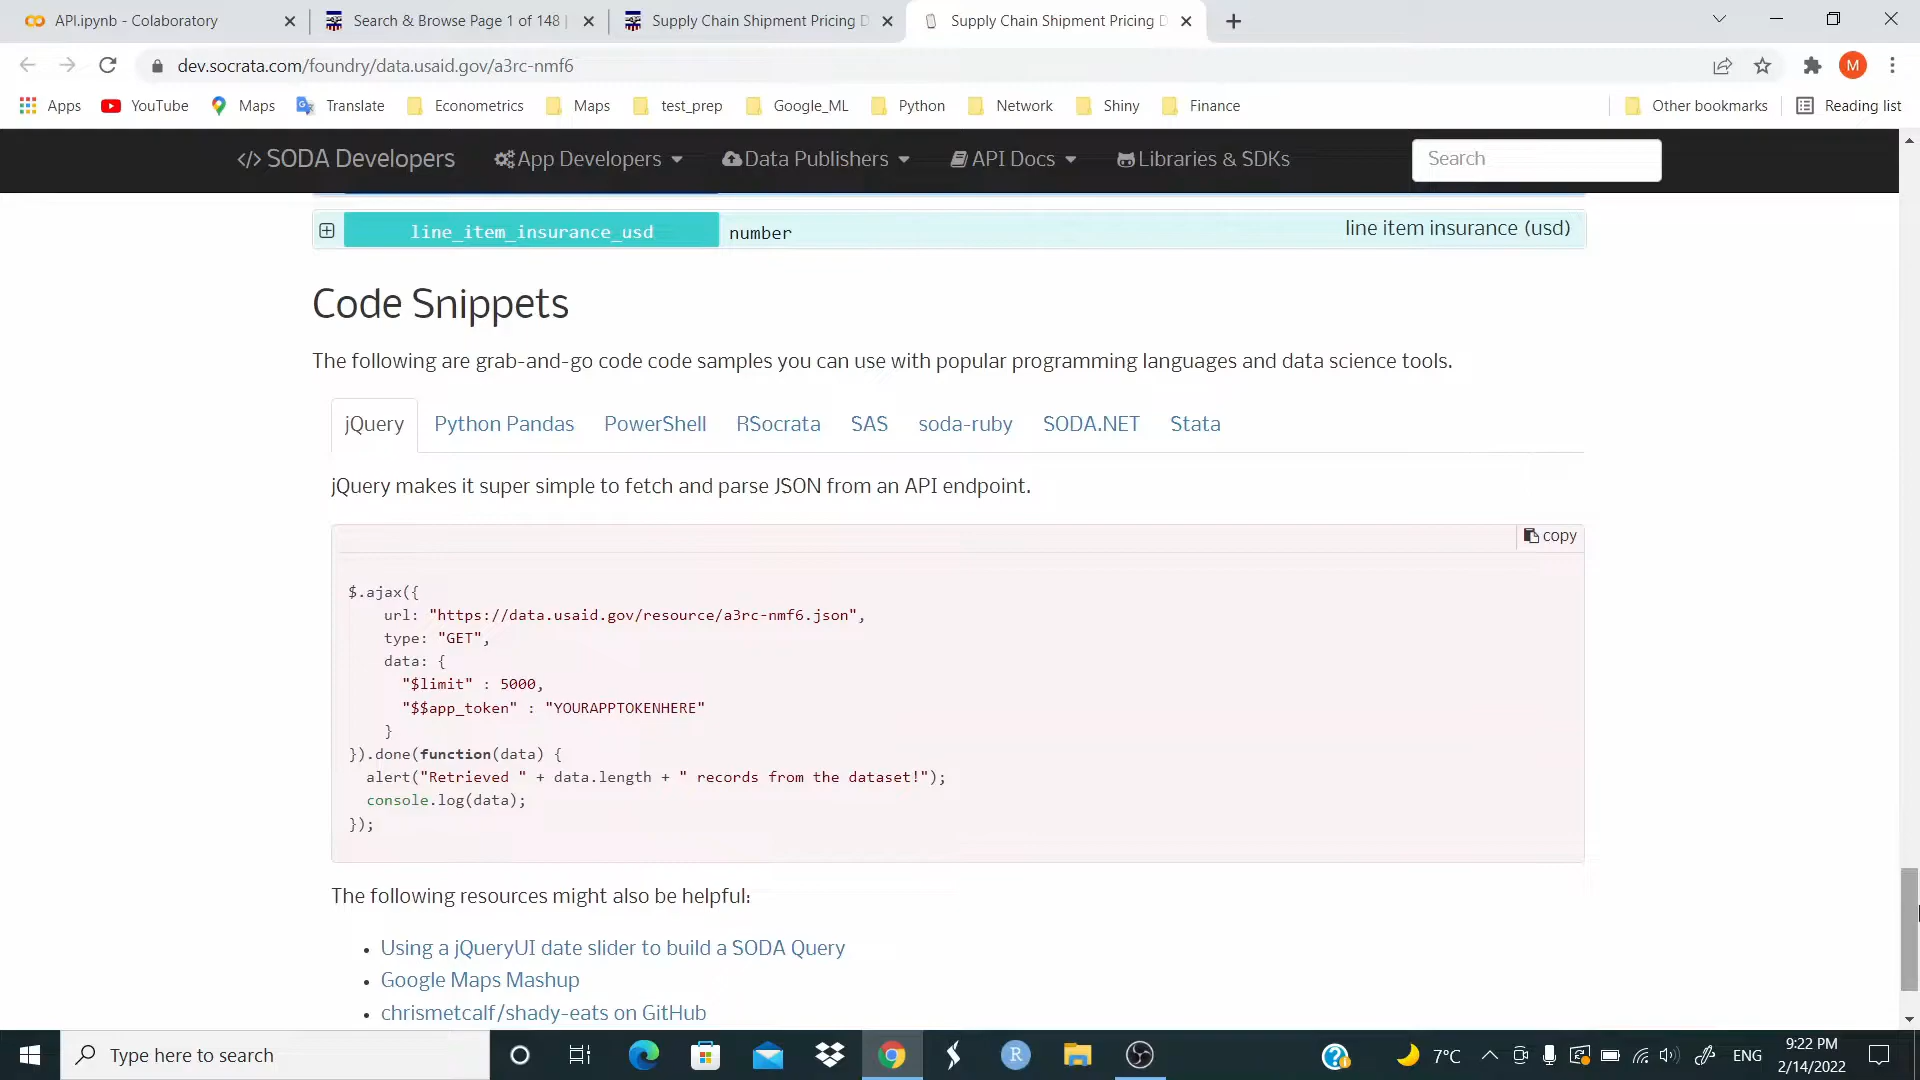 API.ipynb - Colaboratory
Search & Browse Page 1 of 148 |
Supply Chain Shipment Pricing D
Supply Chain Shipment Pricing D
dev.socrata.com/foundry/data.usaid.gov/a3rc-nmf6
M
Apps
YouTube
Maps
Translate
Econometrics
Maps
test_prep
Google_ML
Python
Network
Shiny
Finance
Other bookmarks
Reading list
</> SODA Developers
App Developers
Data Publishers
API Docs
Libraries & SDKs
Search
line_item_insurance_usd
number
line item insurance (usd)
Code Snippets
The following are grab-and-go code code samples you can use with popular programming languages and data science tools.
jQuery
Python Pandas
PowerShell
RSocrata
SAS
soda-ruby
SODA.NET
Stata
jQuery makes it super simple to fetch and parse JSON from an API endpoint.
copy
$.ajax({
url: "https://data.usaid.gov/resource/a3rc-nmf6.json",
type: "GET",
data: {
"$limit" : 5000,
"$$app_token" : "YOURAPPTOKENHERE"
}
}).done(function(data) {
alert("Retrieved " + data.length + " records from the dataset!");
console.log(data);
});
The following resources might also be helpful:
• Using a jQueryUI date slider to build a SODA Query
• Google Maps Mashup
• chrismetcalf/shady-eats on GitHub
Type here to search
R
7°C
ENG
9:22 PM
2/14/2022